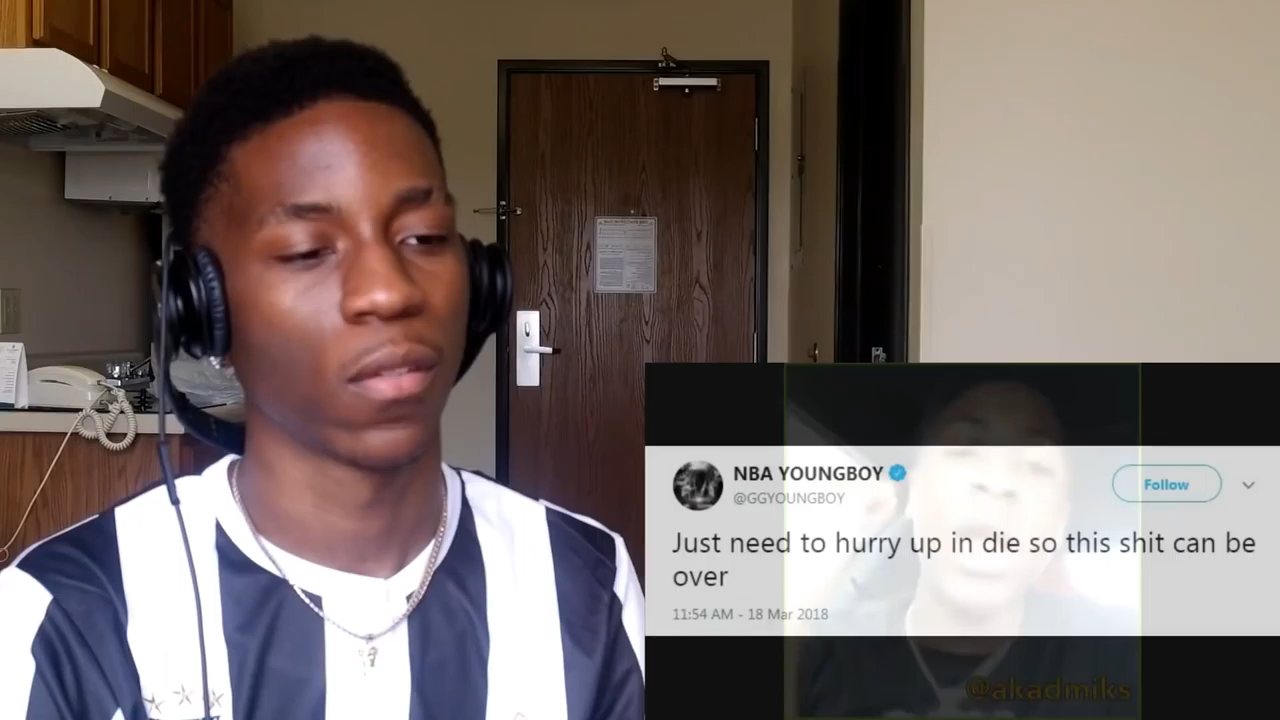 NBA YOUNGBOY
@GGYOUNGBOY
Follow
Just need to hurry up in die so this shit can be
over
11:54 AM - 18 Mar 2018
@akadmiks